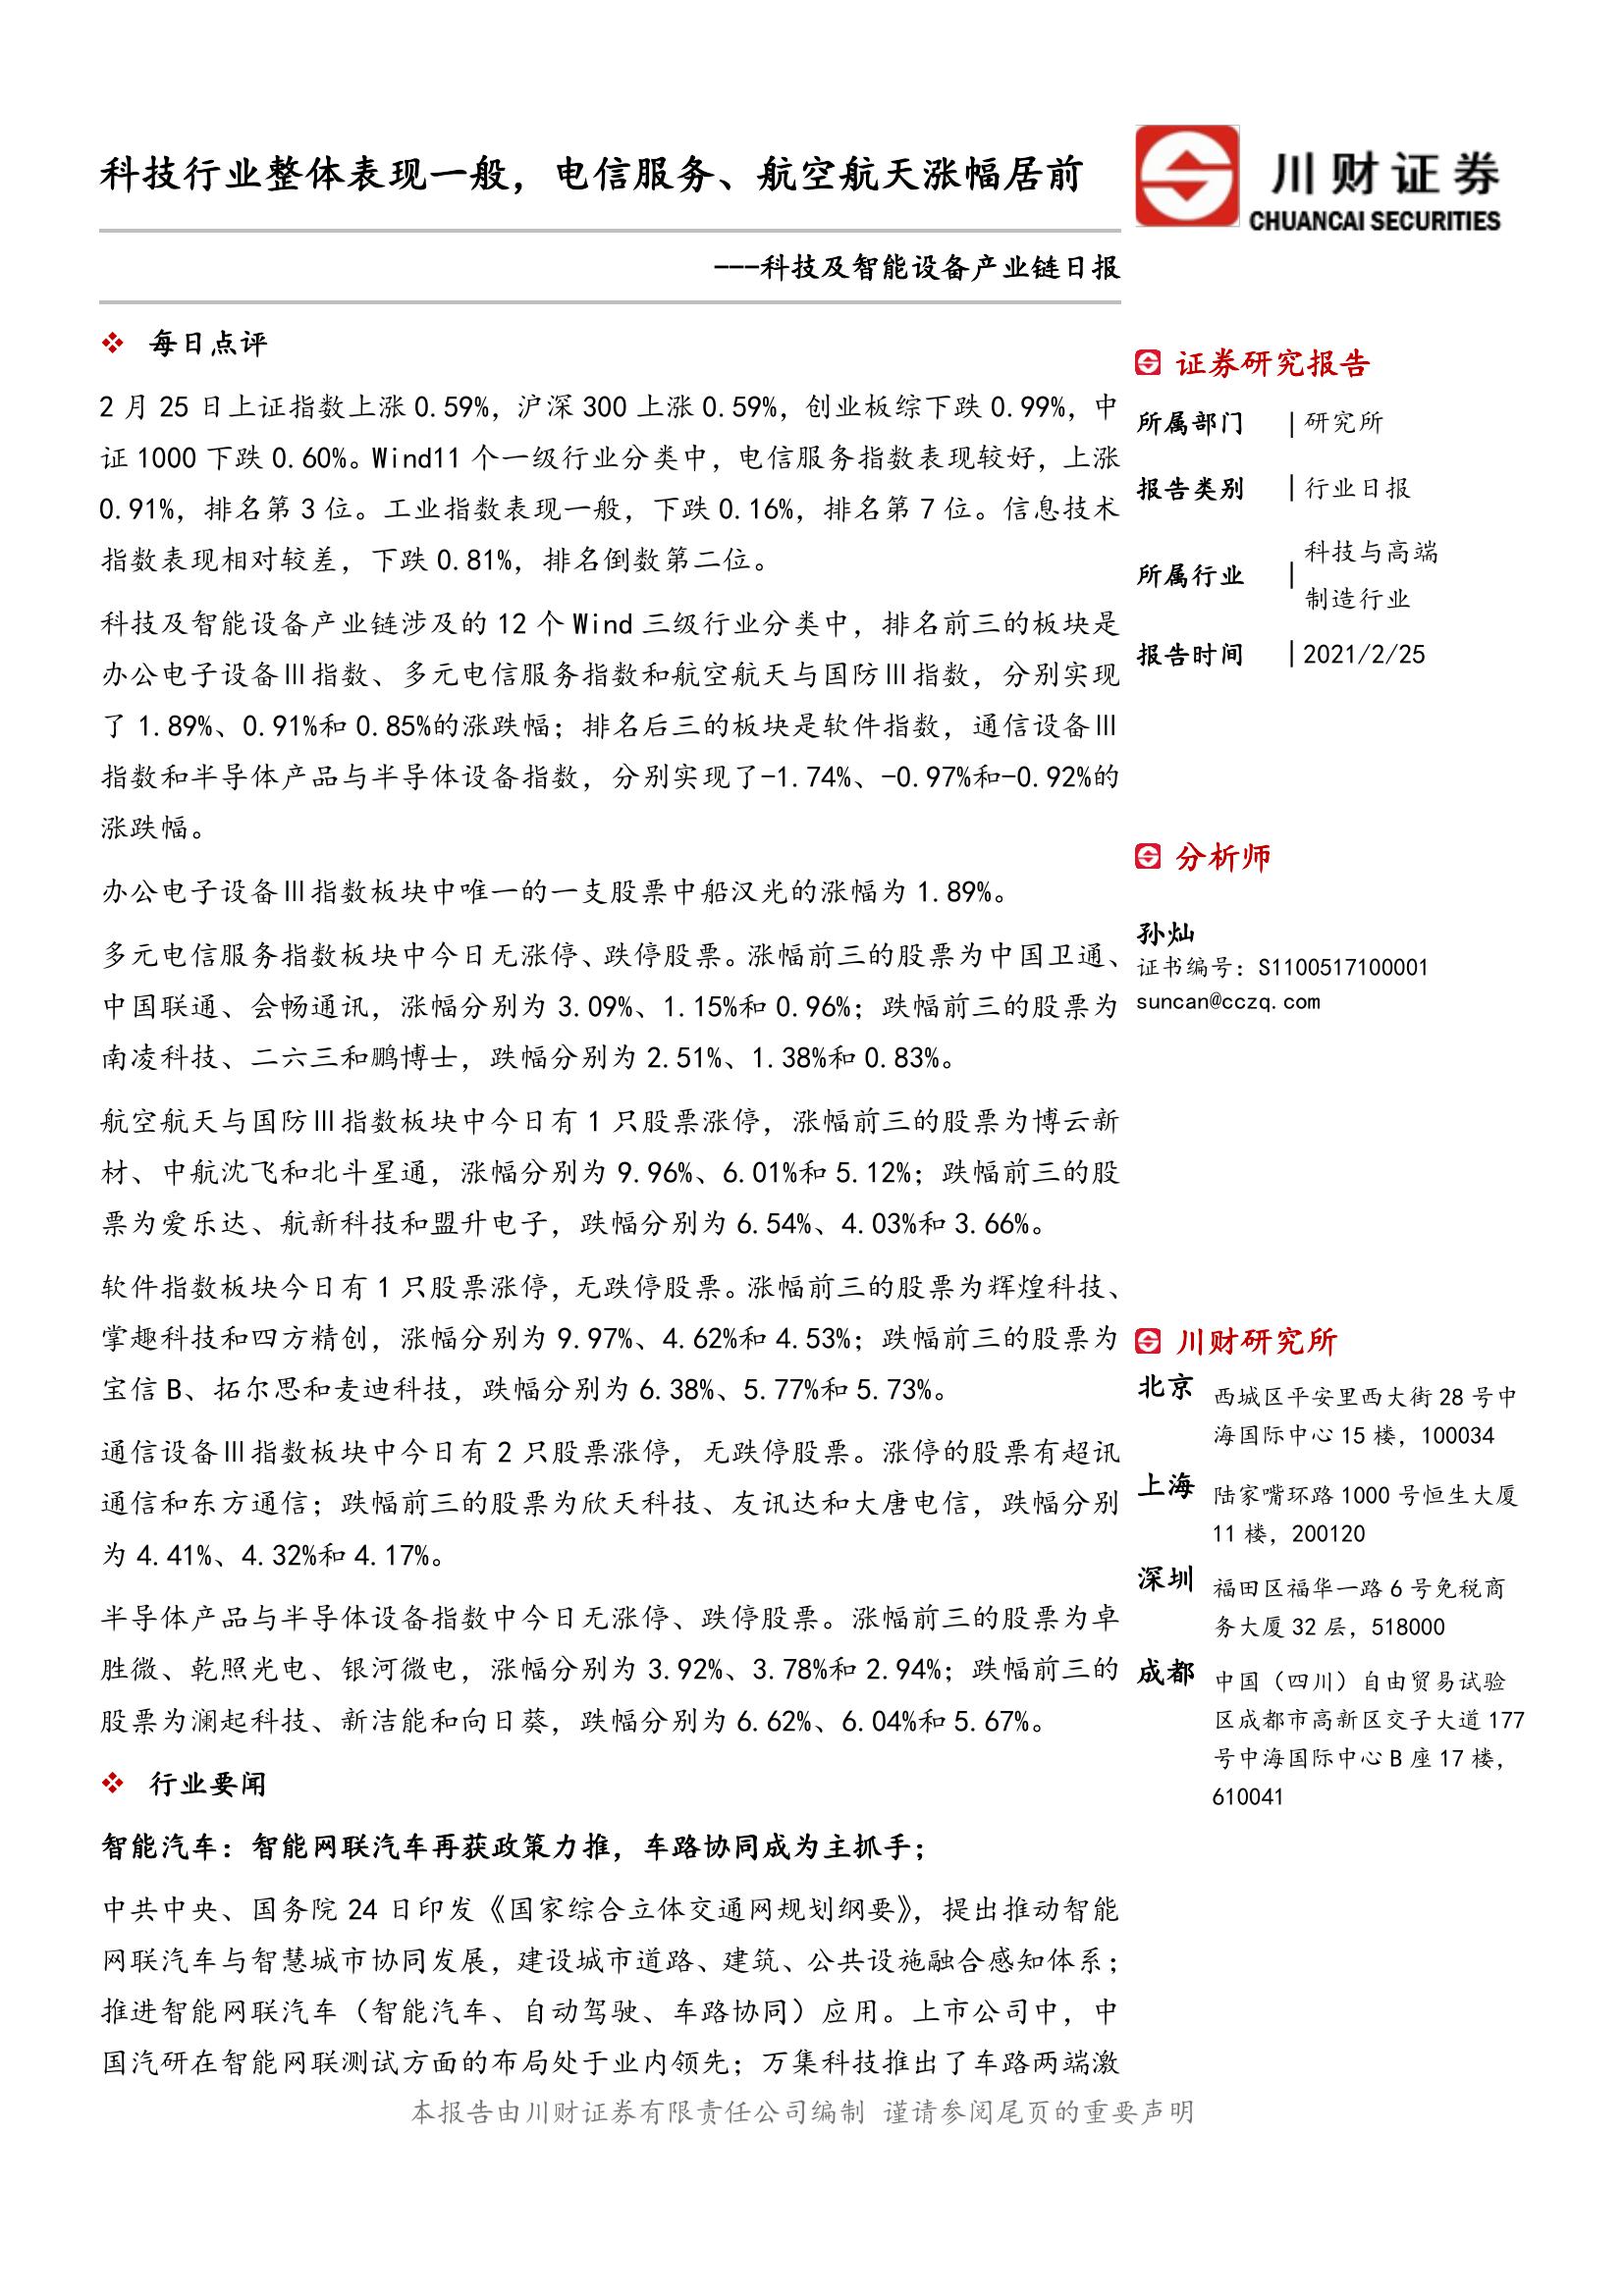 科技行业整体表现一般，电信服务、航空航天涨幅居前
---科技及智能设备产业链日报
❖ 每日点评
2 月 25 日上证指数上涨 0.59%，沪深 300 上涨 0.59%，创业板综下跌 0.99%，中
证 1000 下跌 0.60%。Wind11 个一级行业分类中，电信服务指数表现较好，上涨
0.91%，排名第 3 位。工业指数表现一般，下跌 0.16%，排名第 7 位。信息技术
指数表现相对较差，下跌 0.81%，排名倒数第二位。
科技及智能设备产业链涉及的 12 个 Wind 三级行业分类中，排名前三的板块是
办公电子设备Ⅲ指数、多元电信服务指数和航空航天与国防Ⅲ指数，分别实现
了 1.89%、0.91%和 0.85%的涨跌幅；排名后三的板块是软件指数，通信设备Ⅲ
指数和半导体产品与半导体设备指数，分别实现了-1.74%、-0.97%和-0.92%的
涨跌幅。
办公电子设备Ⅲ指数板块中唯一的一支股票中船汉光的涨幅为 1.89%。
多元电信服务指数板块中今日无涨停、跌停股票。涨幅前三的股票为中国卫通、
中国联通、会畅通讯，涨幅分别为 3.09%、1.15%和 0.96%；跌幅前三的股票为
南凌科技、二六三和鹏博士，跌幅分别为 2.51%、1.38%和 0.83%。
航空航天与国防Ⅲ指数板块中今日有 1 只股票涨停，涨幅前三的股票为博云新
材、中航沈飞和北斗星通，涨幅分别为 9.96%、6.01%和 5.12%；跌幅前三的股
票为爱乐达、航新科技和盟升电子，跌幅分别为 6.54%、4.03%和 3.66%。
软件指数板块今日有 1 只股票涨停，无跌停股票。涨幅前三的股票为辉煌科技、
掌趣科技和四方精创，涨幅分别为 9.97%、4.62%和 4.53%；跌幅前三的股票为
宝信 B、拓尔思和麦迪科技，跌幅分别为 6.38%、5.77%和 5.73%。
通信设备Ⅲ指数板块中今日有 2 只股票涨停，无跌停股票。涨停的股票有超讯
通信和东方通信；跌幅前三的股票为欣天科技、友讯达和大唐电信，跌幅分别
为 4.41%、4.32%和 4.17%。
半导体产品与半导体设备指数中今日无涨停、跌停股票。涨幅前三的股票为卓
胜微、乾照光电、银河微电，涨幅分别为 3.92%、3.78%和 2.94%；跌幅前三的
股票为澜起科技、新洁能和向日葵，跌幅分别为 6.62%、6.04%和 5.67%。
❖ 行业要闻
智能汽车：智能网联汽车再获政策力推，车路协同成为主抓手；
中共中央、国务院 24 日印发《国家综合立体交通网规划纲要》，提出推动智能
网联汽车与智慧城市协同发展，建设城市道路、建筑、公共设施融合感知体系；
推进智能网联汽车（智能汽车、自动驾驶、车路协同）应用。上市公司中，中
国汽研在智能网联测试方面的布局处于业内领先；万集科技推出了车路两端激
川财证券
CHUANCAI SECURITIES
证券研究报告
所属部门 | 研究所
报告类别 | 行业日报
所属行业 | 科技与高端
制造行业
报告时间 | 2021/2/25
分析师
孙灿
证书编号：S1100517100001
suncan@cczq.com
川财研究所
北京 西城区平安里西大街 28 号中
海国际中心 15 楼，100034
上海 陆家嘴环路 1000 号恒生大厦
11 楼，200120
深圳 福田区福华一路 6 号免税商
务大厦 32 层，518000
成都 中国（四川）自由贸易试验
区成都市高新区交子大道 177
号中海国际中心 B 座 17 楼，
610041
本报告由川财证券有限责任公司编制 谨请参阅尾页的重要声明